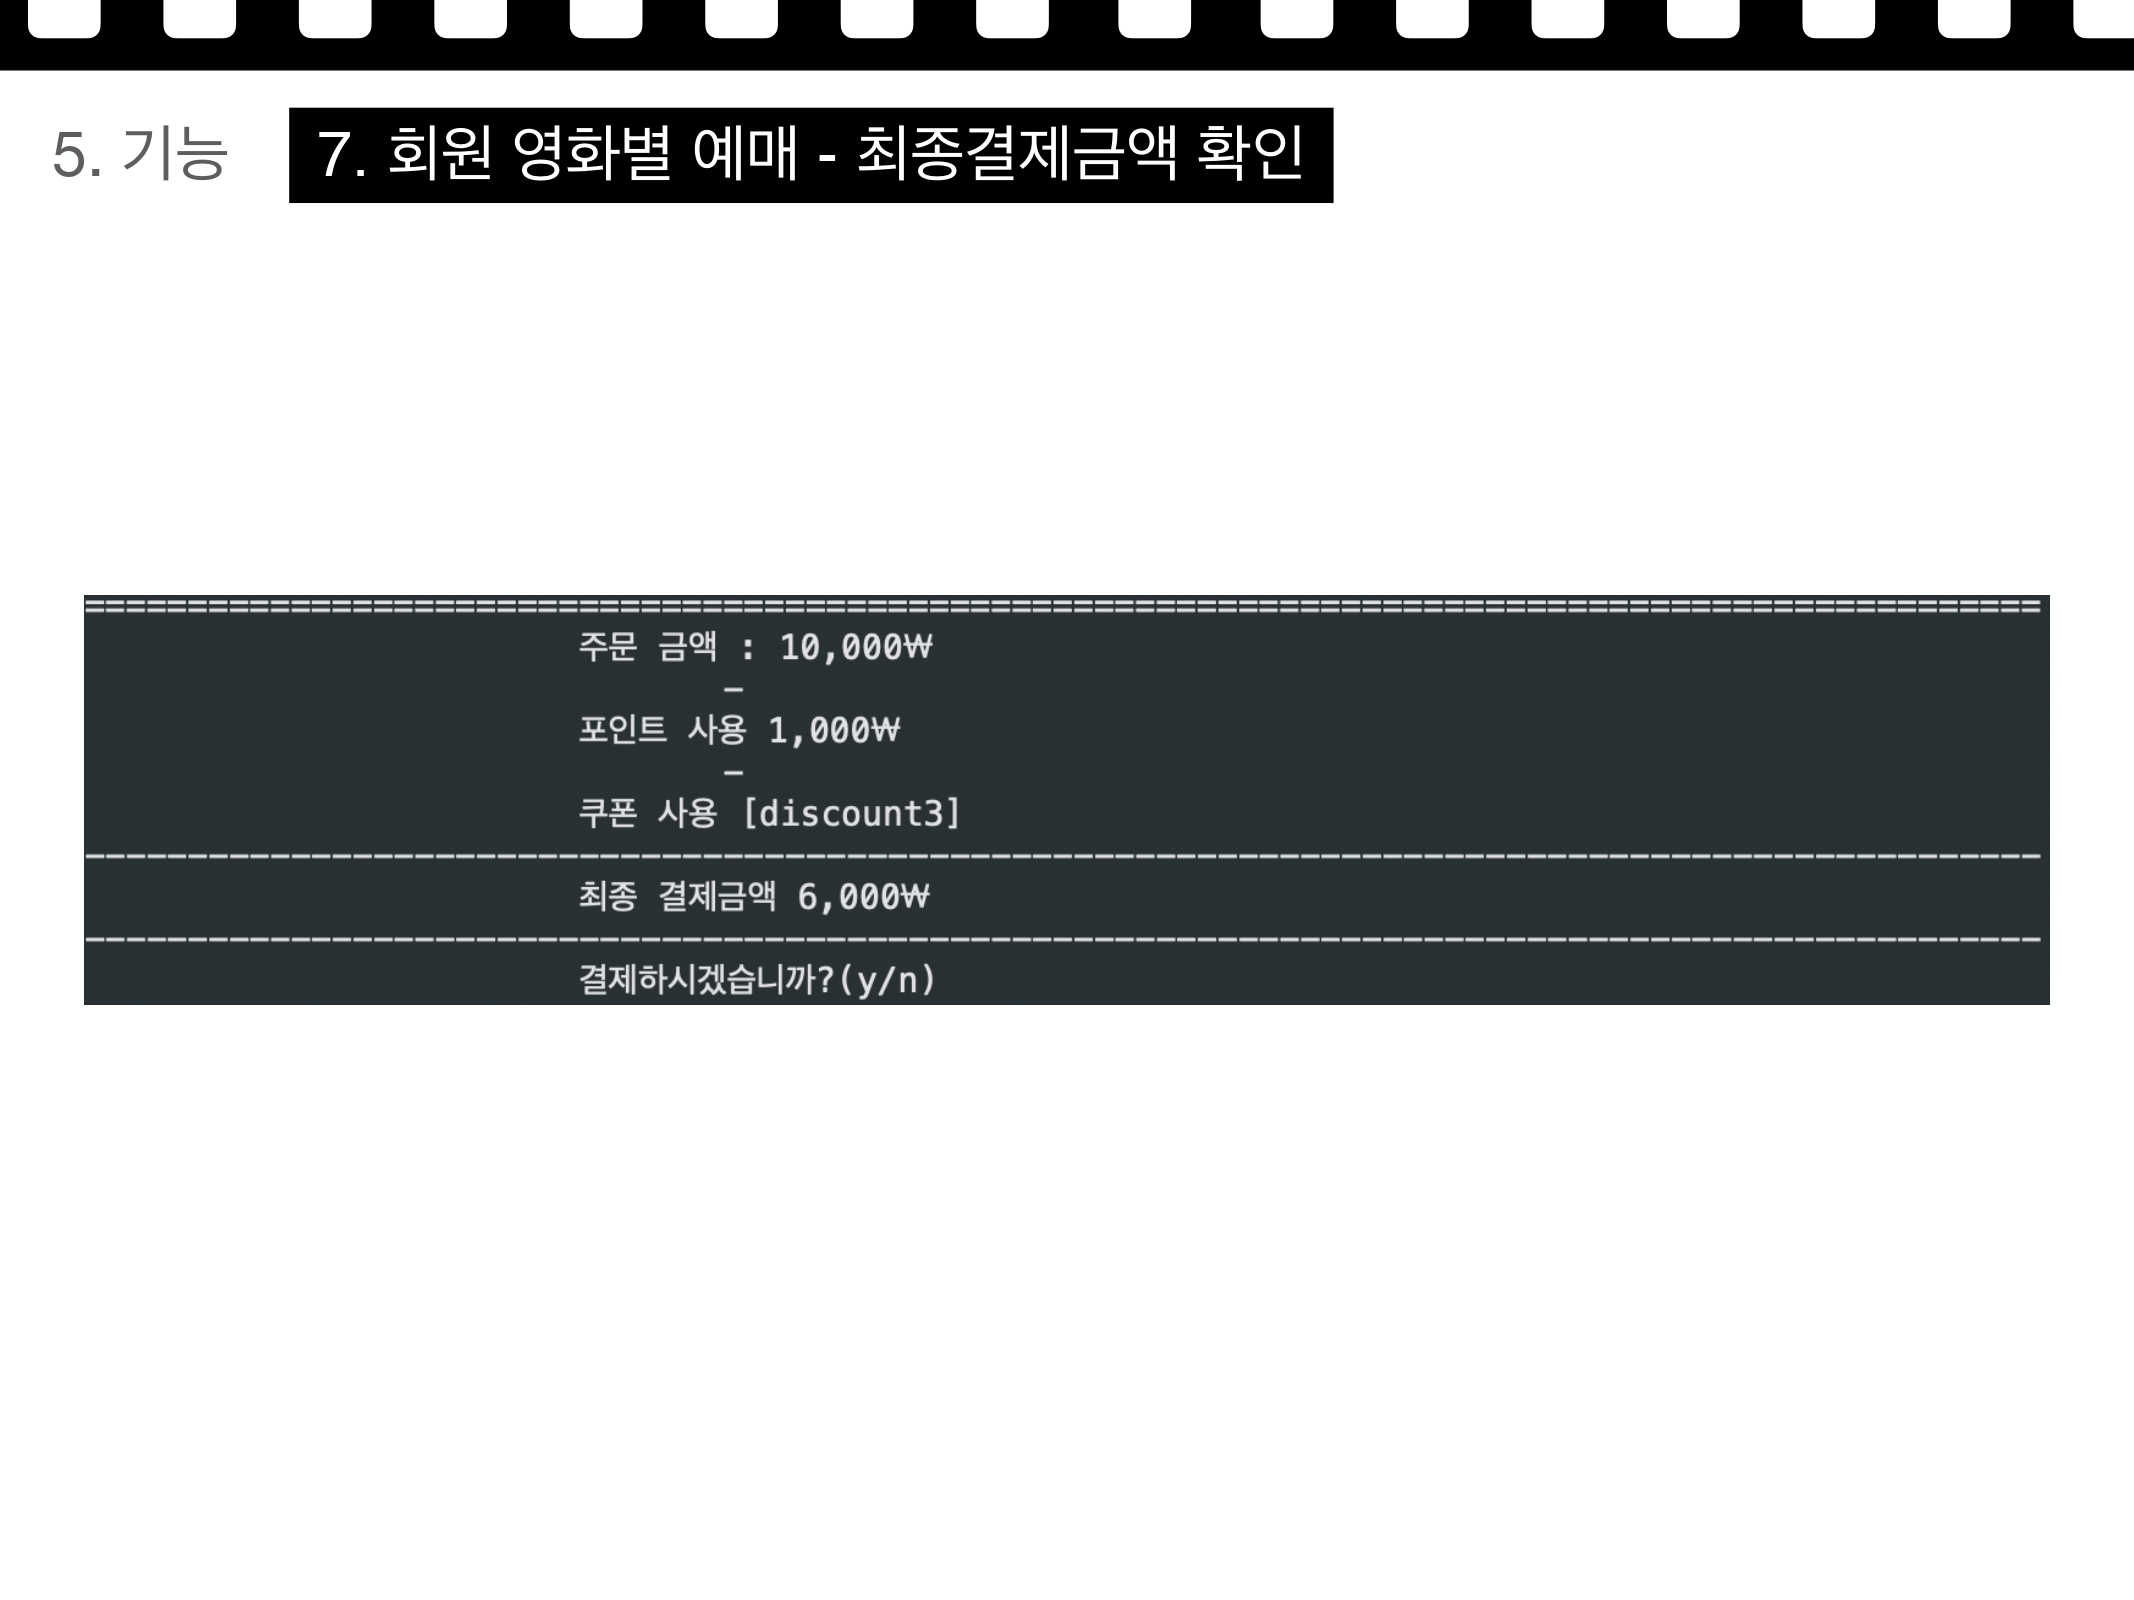 5. 기능
7. 회원 영화별 예매 - 최종결제금액 확인
===============================================================================================
주문 금액 : 10,000₩
-
포인트 사용 1,000₩
-
쿠폰 사용 [discount3]
-----------------------------------------------------------------------------------------------
최종 결제금액 6,000₩
-----------------------------------------------------------------------------------------------
결제하시겠습니까?(y/n)